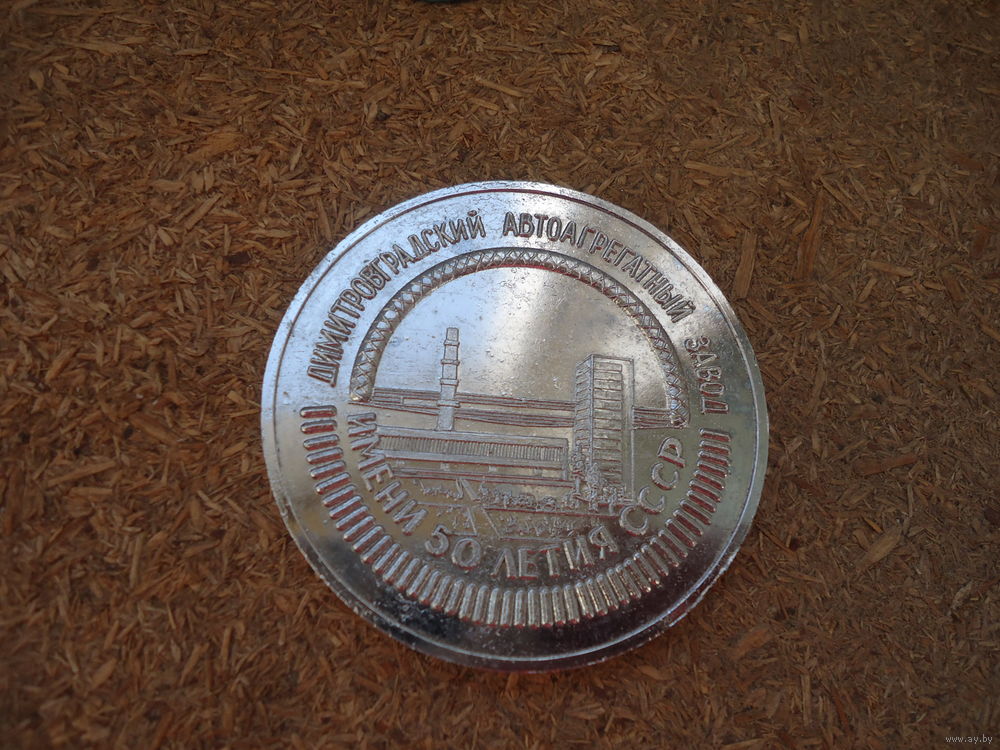 ДИМИТРОВГРАДСКИЙ АВТОАГРЕГАТНЫЙ ЗАВОД
ИМЕНИ 50 ЛЕТИЯ СССР
www.ay.by